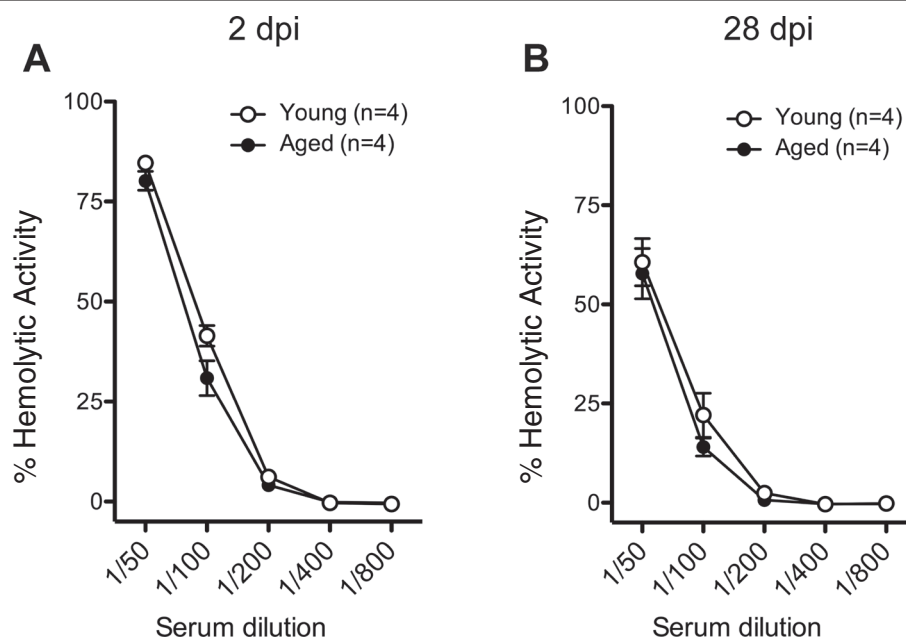 2 dpi
A
Young (n=4)
Aged (n=4)
100
75
50
25
0
% Hemolytic Activity
1/50
1/100
1/200
1/400
1/800
Serum dilution
28 dpi
B
Young (n=4)
Aged (n=4)
100
75
50
25
0
% Hemolytic Activity
1/50
1/100
1/200
1/400
1/800
Serum dilution